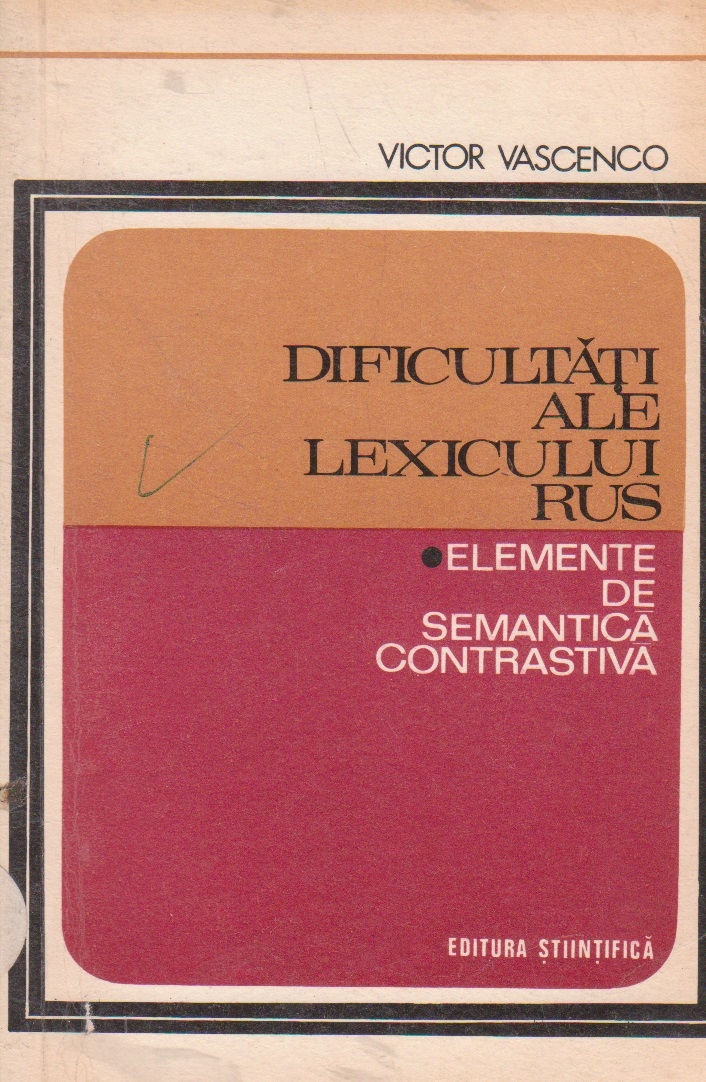 VICTOR VASCENCO
DIFICULTĂȚI
ALE
LEXICULUI
RUS
•ELEMENTE
DE
SEMANTICĂ
CONTRASTIVĂ
EDITURA ȘTIINȚIFICĂ